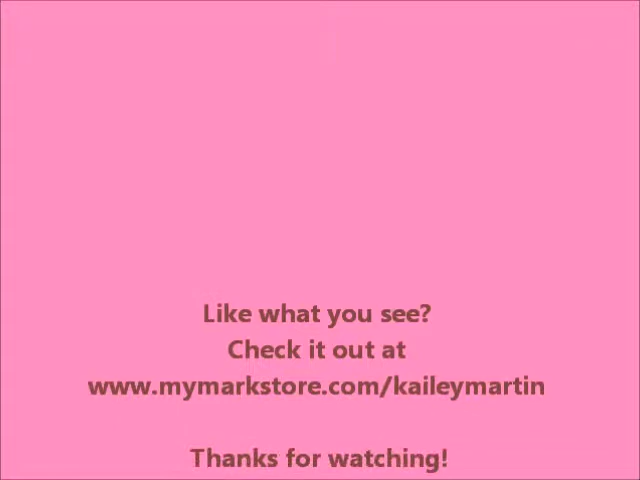 Like what you see?
Check it out at
www.mymarkstore.com/kaileymartin
Thanks for watching!